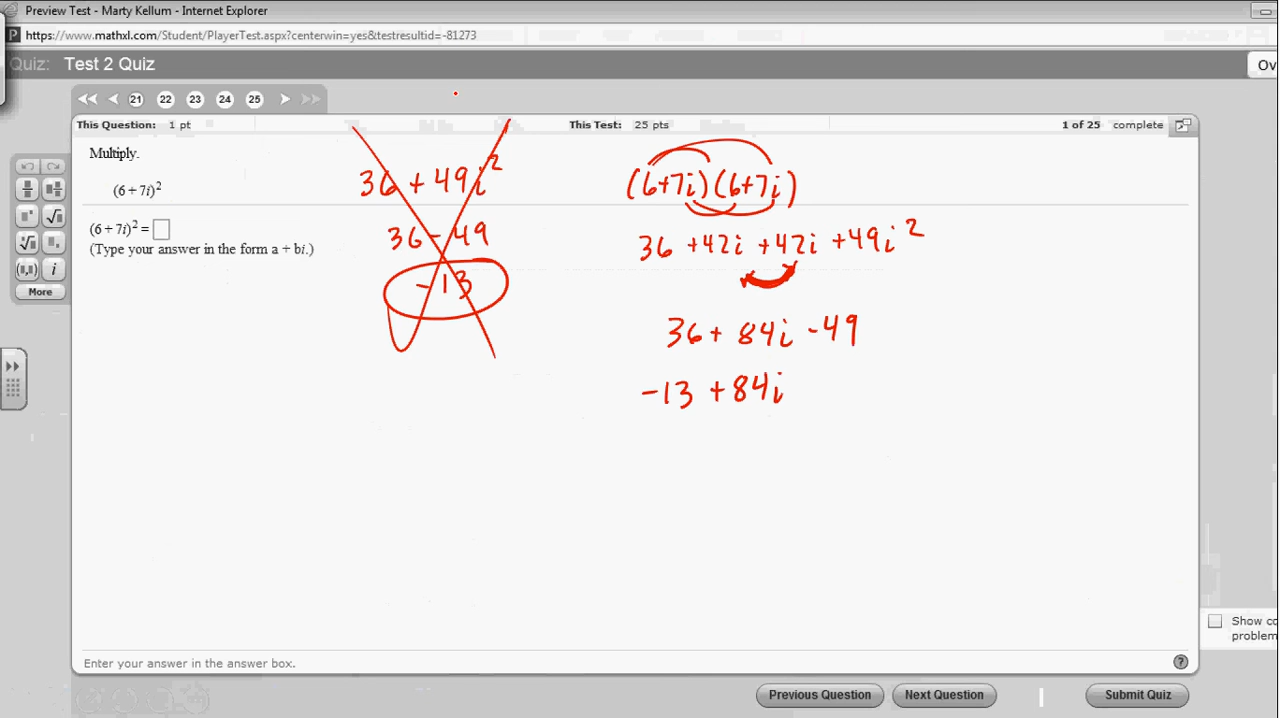 Preview Test - Marty Kellum - Internet Explorer
https://www.mathxl.com/Student/PlayerTest.aspx?centerwin=yes&testresultid=-81273
Quiz: Test 2 Quiz
Ov
21 22 23 24 25
This Question: 1 pt
This Test: 25 pts
1 of 25 complete
Multiply.
(6 + 7i)²
(6 + 7i)² =
(Type your answer in the form a + bi.)
More
36 + 49i²
36 - 49
-13
(6+7i)(6+7i)
36 +42i +42i +49i²
36 + 84i -49
-13 +84i
Show co
problem
Enter your answer in the answer box.
?
Previous Question
Next Question
Submit Quiz